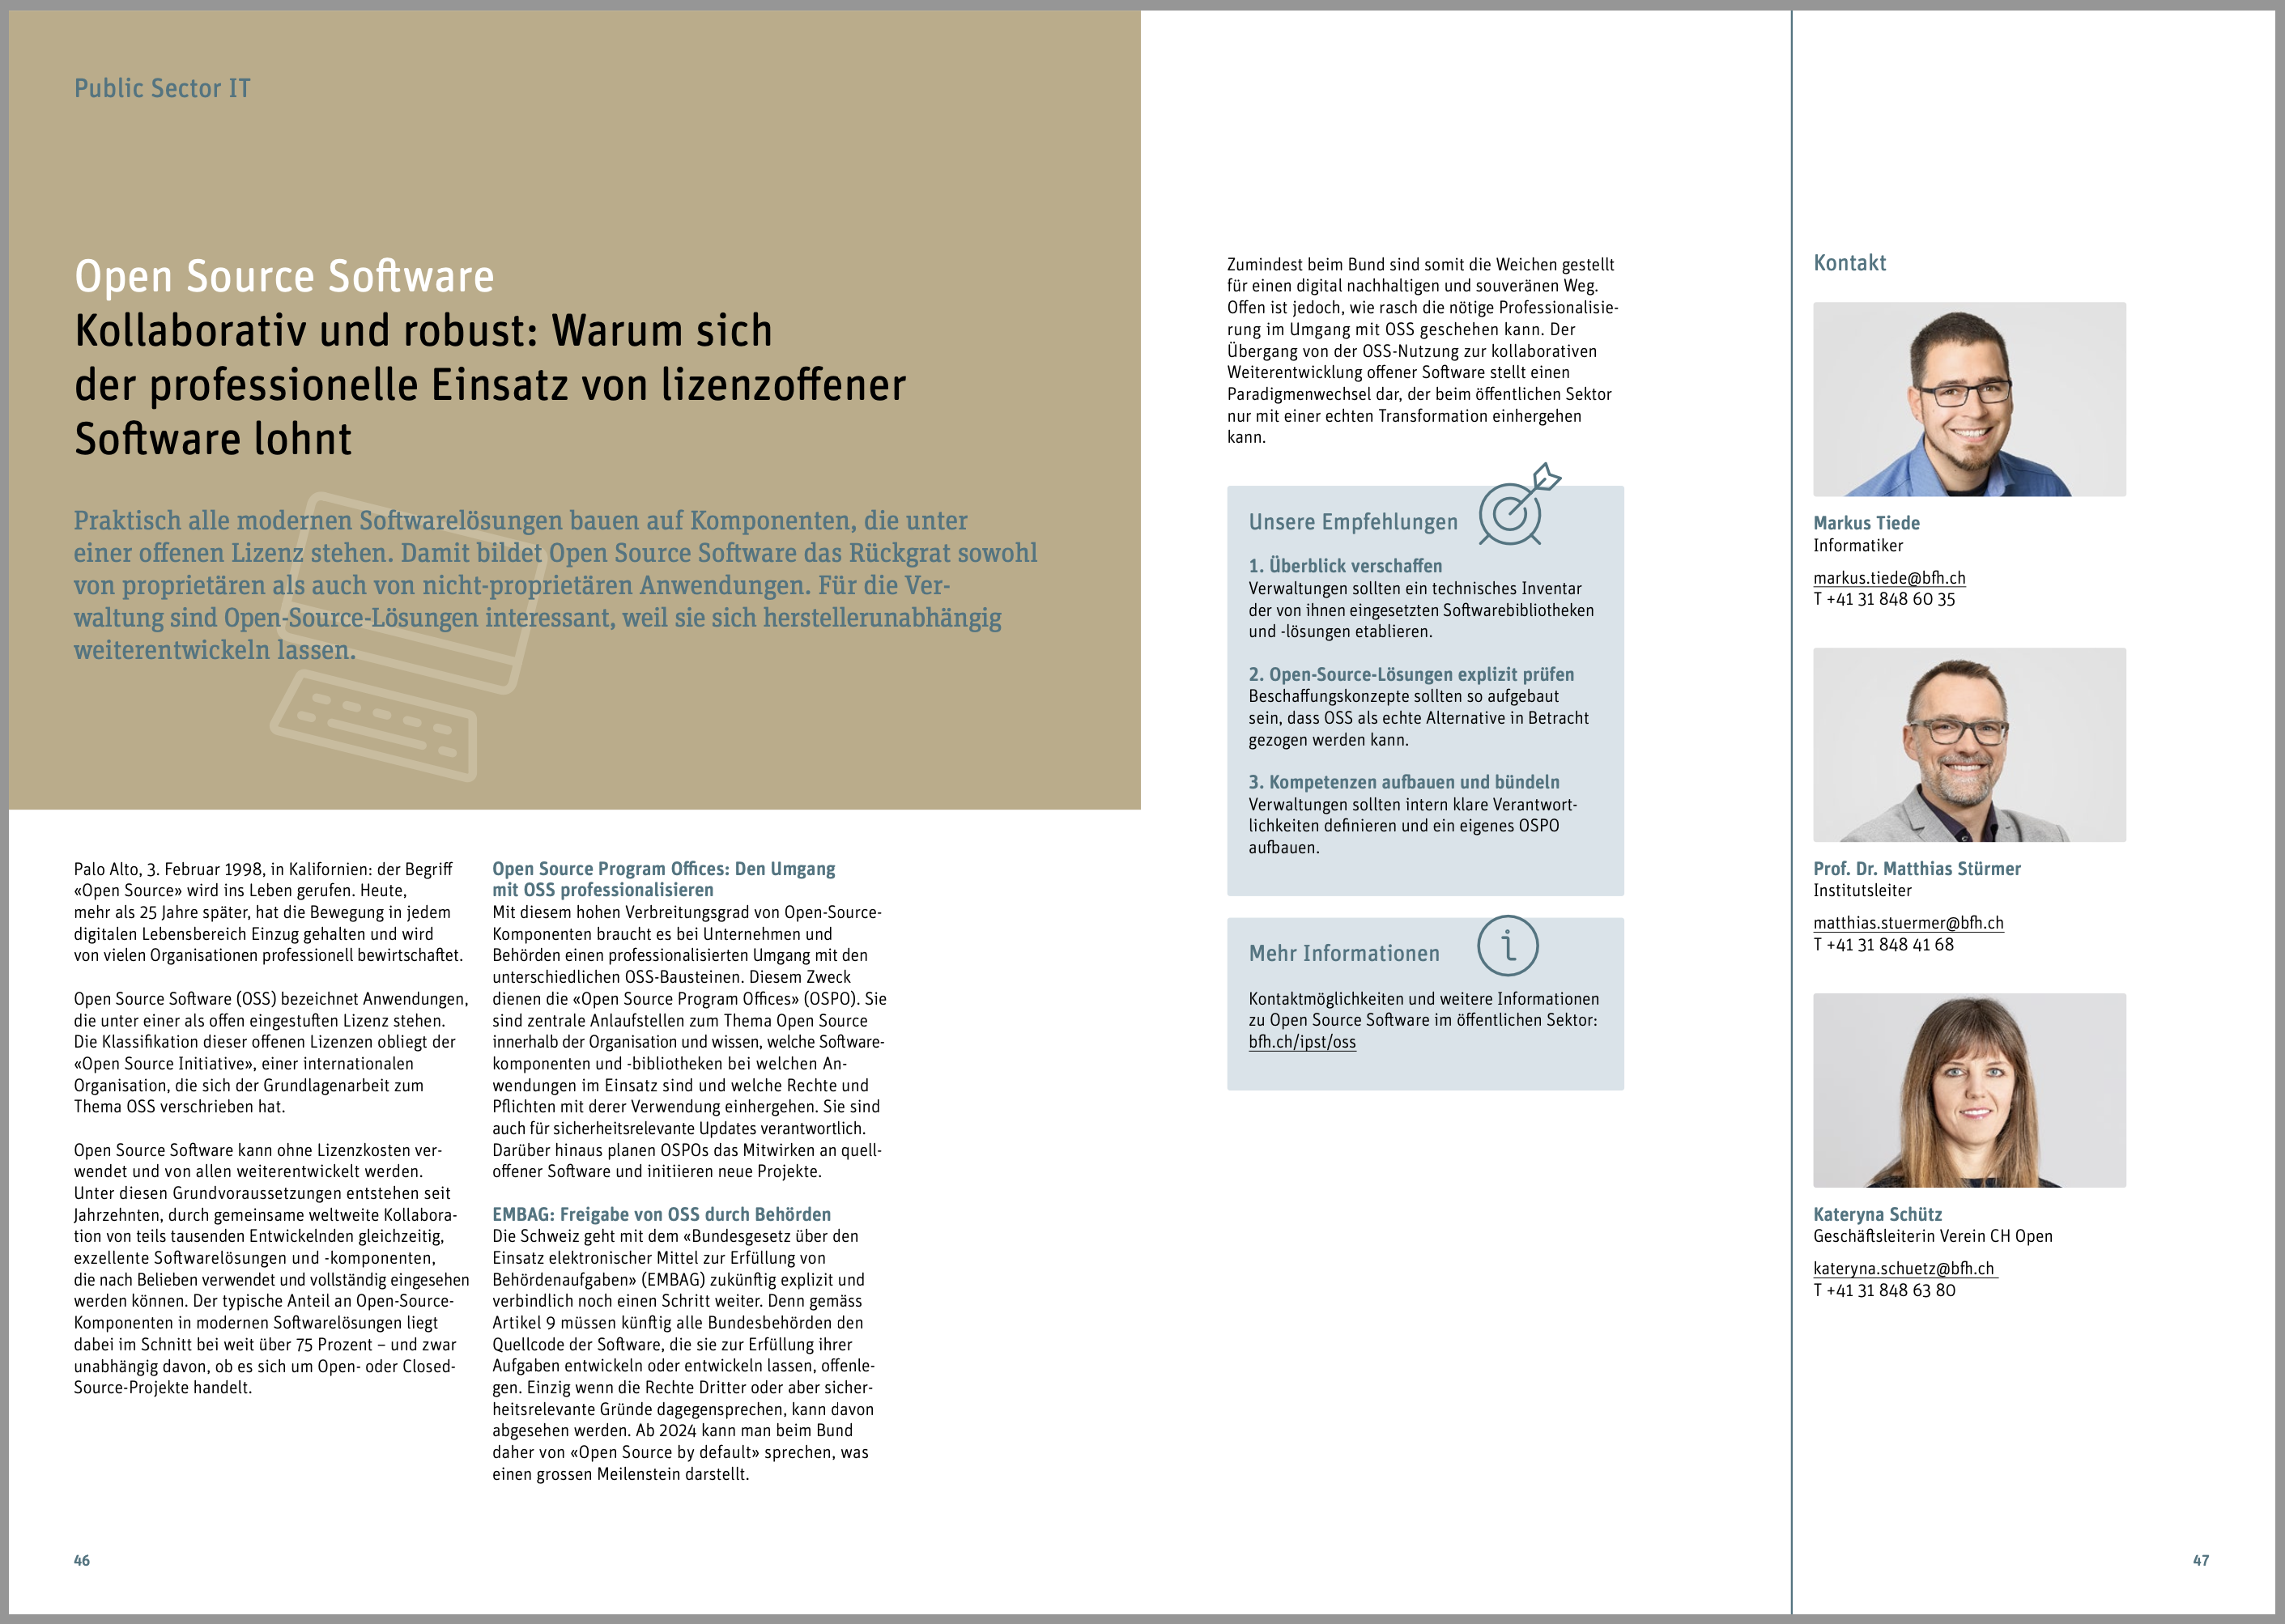 Public Sector IT
Open Source Software
Kollaborativ und robust: Warum sich
der professionelle Einsatz von lizenzoffener
Software lohnt
Praktisch alle modernen Softwarelösungen bauen auf Komponenten, die unter
einer offenen Lizenz stehen. Damit bildet Open Source Software das Rückgrat sowohl
von proprietären als auch von nicht-proprietären Anwendungen. Für die Ver-
waltung sind Open-Source-Lösungen interessant, weil sie sich herstellerunabhängig
weiterentwickeln lassen.
Palo Alto, 3. Februar 1998, in Kalifornien: der Begriff
«Open Source» wird ins Leben gerufen. Heute,
mehr als 25 Jahre später, hat die Bewegung in jedem
digitalen Lebensbereich Einzug gehalten und wird
von vielen Organisationen professionell bewirtschaftet.
Open Source Software (OSS) bezeichnet Anwendungen,
die unter einer als offen eingestuften Lizenz stehen.
Die Klassifikation dieser offenen Lizenzen obliegt der
«Open Source Initiative», einer internationalen
Organisation, die sich der Grundlagenarbeit zum
Thema OSS verschrieben hat.
Open Source Software kann ohne Lizenzkosten ver-
wendet und von allen weiterentwickelt werden.
Unter diesen Grundvoraussetzungen entstehen seit
Jahrzehnten, durch gemeinsame weltweite Kollabora-
tion von teils tausenden Entwickelnden gleichzeitig,
exzellente Softwarelösungen und -komponenten,
die nach Belieben verwendet und vollständig eingesehen
werden können. Der typische Anteil an Open-Source-
Komponenten in modernen Softwarelösungen liegt
dabei im Schnitt bei weit über 75 Prozent – und zwar
unabhängig davon, ob es sich um Open- oder Closed-
Source-Projekte handelt.
Open Source Program Offices: Den Umgang
mit OSS professionalisieren
Mit diesem hohen Verbreitungsgrad von Open-Source-
Komponenten braucht es bei Unternehmen und
Behörden einen professionalisierten Umgang mit den
unterschiedlichen OSS-Bausteinen. Diesem Zweck
dienen die «Open Source Program Offices» (OSPO). Sie
sind zentrale Anlaufstellen zum Thema Open Source
innerhalb der Organisation und wissen, welche Software-
komponenten und -bibliotheken bei welchen An-
wendungen im Einsatz sind und welche Rechte und
Pflichten mit derer Verwendung einhergehen. Sie sind
auch für sicherheitsrelevante Updates verantwortlich.
Darüber hinaus planen OSPOs das Mitwirken an quell-
offener Software und initiieren neue Projekte.
EMBAG: Freigabe von OSS durch Behörden
Die Schweiz geht mit dem «Bundesgesetz über den
Einsatz elektronischer Mittel zur Erfüllung von
Behördenaufgaben» (EMBAG) zukünftig explizit und
verbindlich noch einen Schritt weiter. Denn gemäss
Artikel 9 müssen künftig alle Bundesbehörden den
Quellcode der Software, die sie zur Erfüllung ihrer
Aufgaben entwickeln oder entwickeln lassen, offenle-
gen. Einzig wenn die Rechte Dritter oder aber sicher-
heitsrelevante Gründe dagegensprechen, kann davon
abgesehen werden. Ab 2024 kann man beim Bund
daher von «Open Source by default» sprechen, was
einen grossen Meilenstein darstellt.
46
Zumindest beim Bund sind somit die Weichen gestellt
für einen digital nachhaltigen und souveränen Weg.
Offen ist jedoch, wie rasch die nötige Professionalisie-
rung im Umgang mit OSS geschehen kann. Der
Übergang von der OSS-Nutzung zur kollaborativen
Weiterentwicklung offener Software stellt einen
Paradigmenwechsel dar, der beim öffentlichen Sektor
nur mit einer echten Transformation einhergehen
kann.
Unsere Empfehlungen
1. Überblick verschaffen
Verwaltungen sollten ein technisches Inventar
der von ihnen eingesetzten Softwarebibliotheken
und -lösungen etablieren.
2. Open-Source-Lösungen explizit prüfen
Beschaffungskonzepte sollten so aufgebaut
sein, dass OSS als echte Alternative in Betracht
gezogen werden kann.
3. Kompetenzen aufbauen und bündeln
Verwaltungen sollten intern klare Verantwort-
lichkeiten definieren und ein eigenes OSPO
aufbauen.
Mehr Informationen
Kontaktmöglichkeiten und weitere Informationen
zu Open Source Software im öffentlichen Sektor:
bfh.ch/ipst/oss
Kontakt
Markus Tiede
Informatiker
markus.tiede@bfh.ch
T +41 31 848 60 35
Prof. Dr. Matthias Stürmer
Institutsleiter
matthias.stuermer@bfh.ch
T +41 31 848 41 68
Kateryna Schütz
Geschäftsleiterin Verein CH Open
kateryna.schuetz@bfh.ch
T +41 31 848 63 80
47